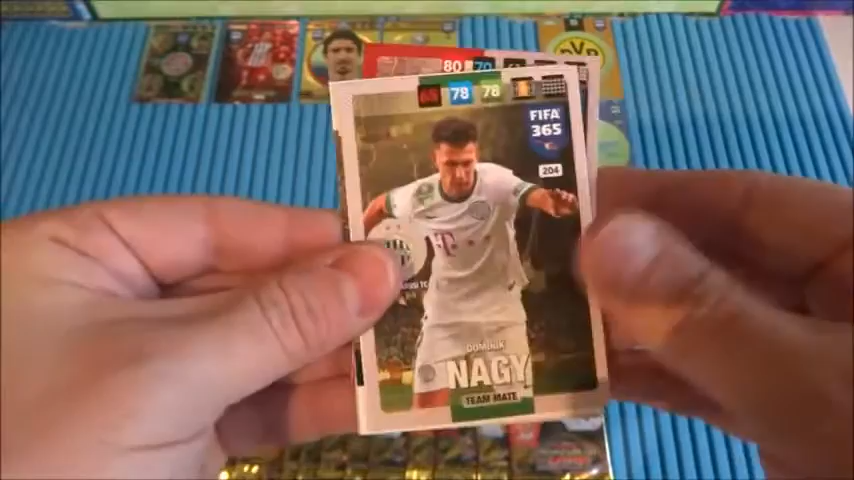 80 70
65 78 78
FIFA
365
204
T
DOMINIK
NAGY
TEAM MATE
BVB